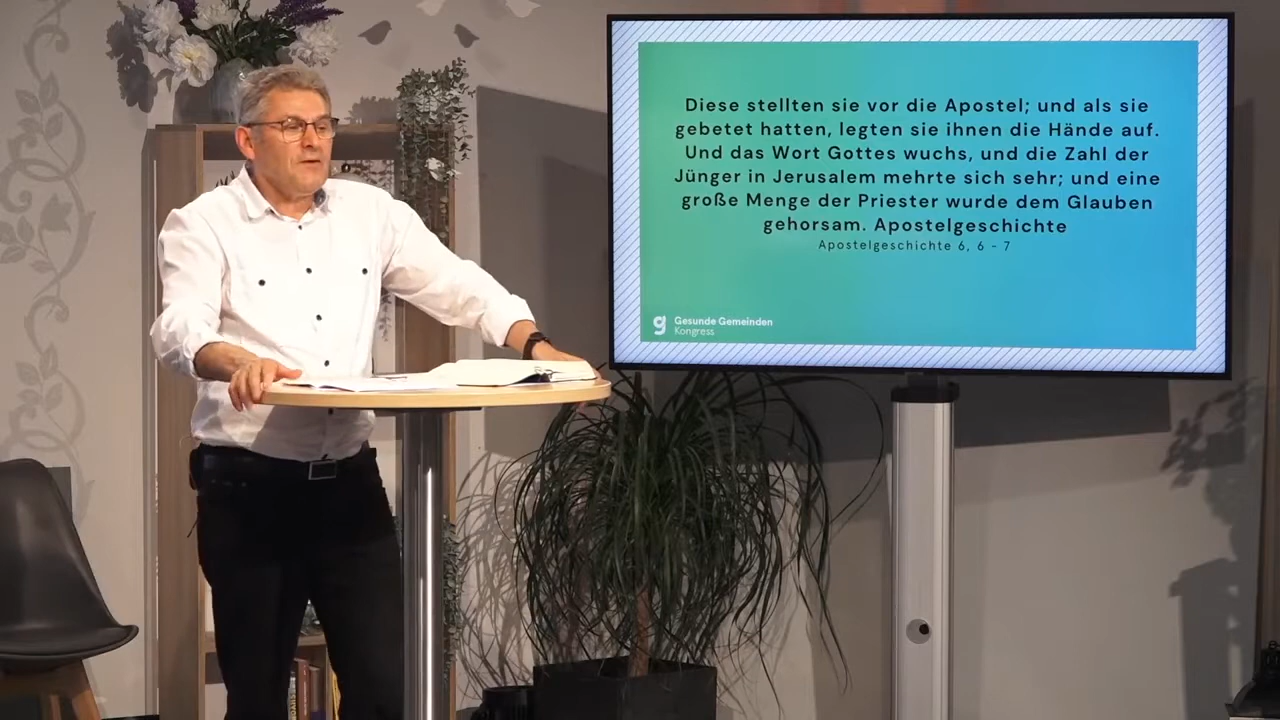 Diese stellten sie vor die Apostel; und als sie
gebetet hatten, legten sie ihnen die Hände auf.
Und das Wort Gottes wuchs, und die Zahl der
Jünger in Jerusalem mehrte sich sehr; und eine
große Menge der Priester wurde dem Glauben
gehorsam. Apostelgeschichte
Apostelgeschichte 6, 6 - 7
g Gesunde Gemeinden
Kongress